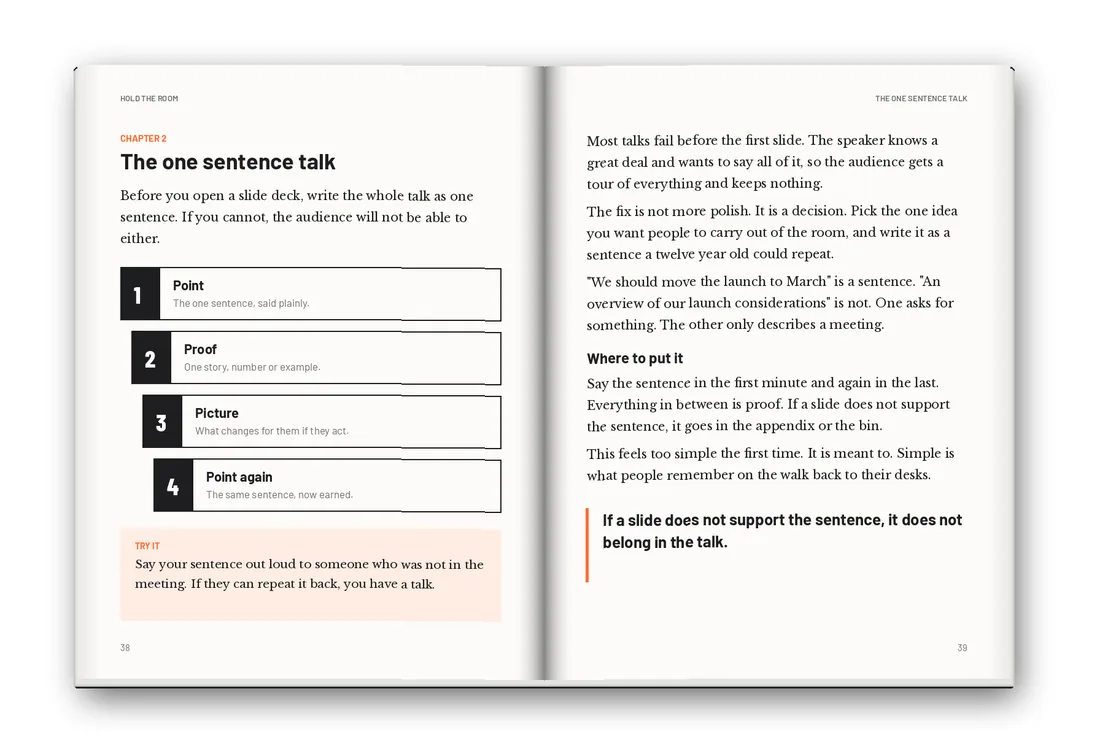 HOLD THE ROOM
CHAPTER 2
The one sentence talk
Before you open a slide deck, write the whole talk as one
sentence. If you cannot, the audience will not be able to
either.
1
Point
The one sentence, said plainly.
2
Proof
One story, number or example.
3
Picture
What changes for them if they act.
4
Point again
The same sentence, now earned.
TRY IT
Say your sentence out loud to someone who was not in the
meeting. If they can repeat it back, you have a talk.
38
THE ONE SENTENCE TALK
Most talks fail before the first slide. The speaker knows a
great deal and wants to say all of it, so the audience gets a
tour of everything and keeps nothing.
The fix is not more polish. It is a decision. Pick the one idea
you want people to carry out of the room, and write it as a
sentence a twelve year old could repeat.
"We should move the launch to March" is a sentence. "An
overview of our launch considerations" is not. One asks for
something. The other only describes a meeting.
Where to put it
Say the sentence in the first minute and again in the last.
Everything in between is proof. If a slide does not support
the sentence, it goes in the appendix or the bin.
This feels too simple the first time. It is meant to. Simple is
what people remember on the walk back to their desks.
If a slide does not support the sentence, it does not
belong in the talk.
39